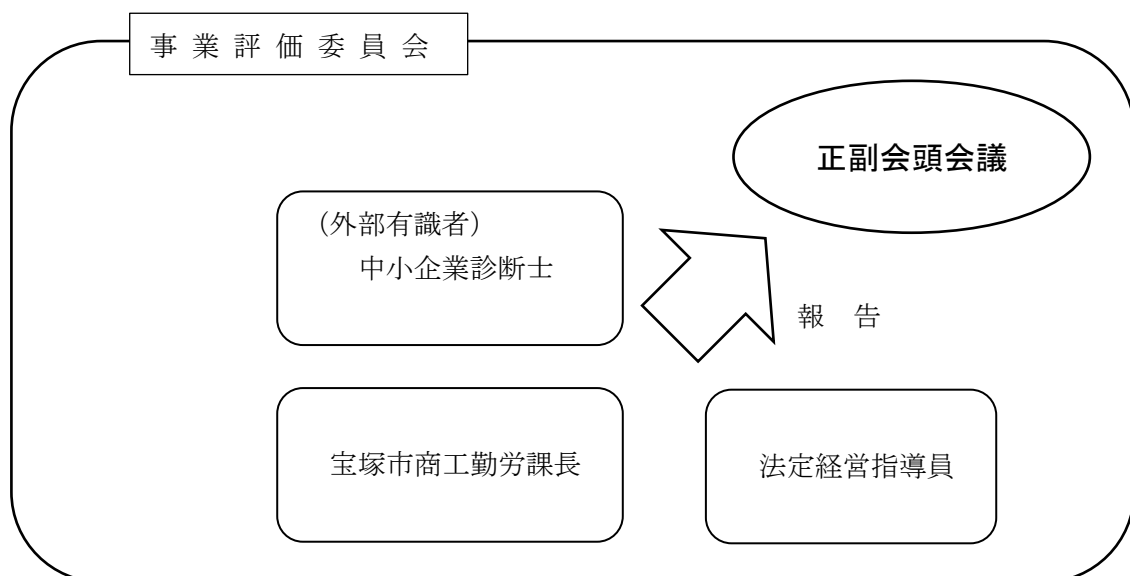 事業評価委員会
正副会頭会議
（外部有識者）
中小企業診断士
報　告
宝塚市商工勤労課長
法定経営指導員